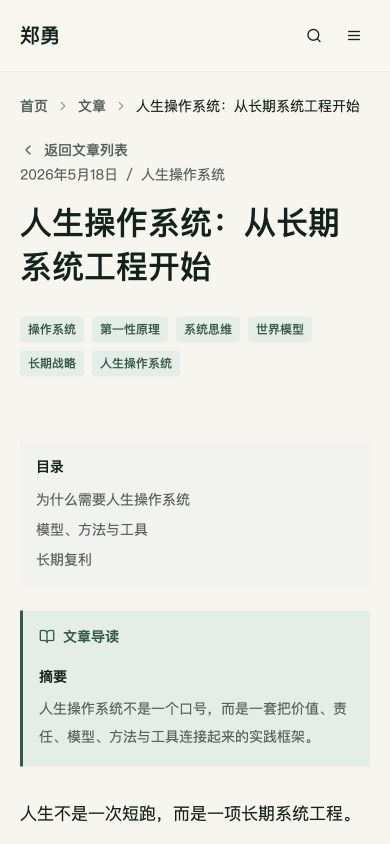 郑勇
首页 > 文章 > 人生操作系统：从长期系统工程开始
返回文章列表
2026年5月18日 / 人生操作系统
人生操作系统：从长期
系统工程开始
操作系统 第一性原理 系统思维 世界模型
长期战略 人生操作系统
目录
为什么需要人生操作系统
模型、方法与工具
长期复利
文章导读
摘要
人生操作系统不是一个口号，而是一套把价值、责
任、模型、方法与工具连接起来的实践框架。
人生不是一次短跑，而是一项长期系统工程。